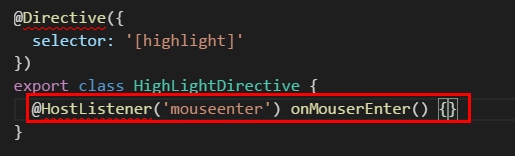 @Directive({
  selector: '[highlight]'
})
export class HighLightDirective {
  @HostListener('mouseenter') onMouserEnter() {}
}